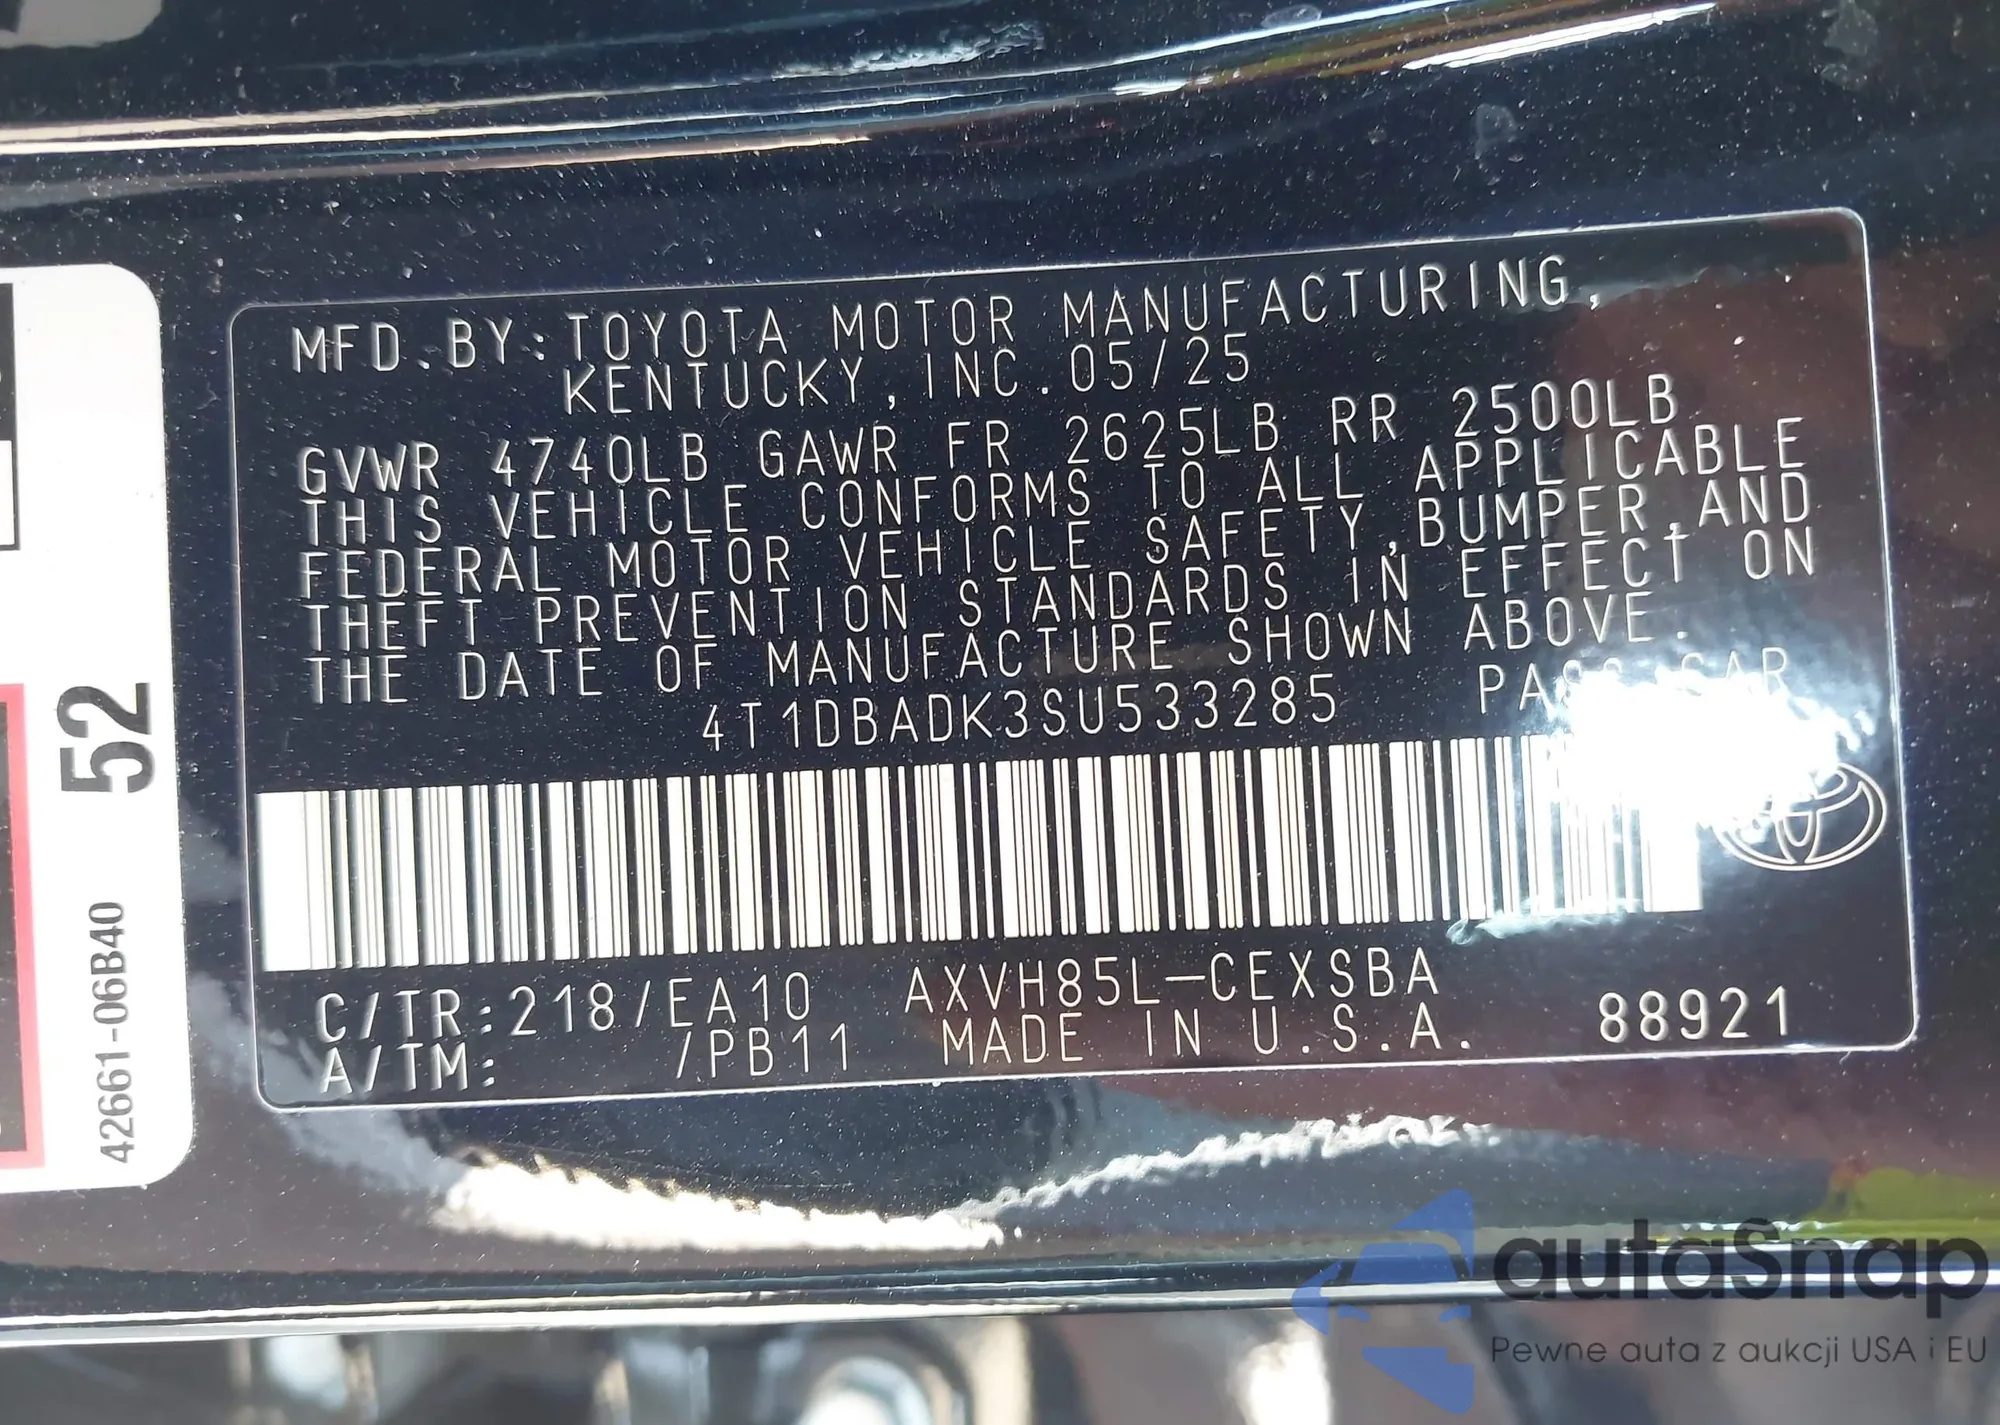 MFD.BY:TOYOTA MOTOR MANUFACTURING,
KENTUCKY,INC.05/25
GVWR 4740LB GAWR FR 2625LB RR 2500LB
THIS VEHICLE CONFORMS TO ALL APPLICABLE
FEDERAL MOTOR VEHICLE SAFETY,BUMPER,AND
THEFT PREVENTION STANDARDS IN EFFECT ON
THE DATE OF MANUFACTURE SHOWN ABOVE.
4T1DBADK3SU533285 PASS CAR
C/TR:218/EA10 AXVH85L-CEXSBA
A/TM: /PB11 MADE IN U.S.A. 88921
52
42661-06B40
autaSnap
Pewne auta z aukcji USA i EU